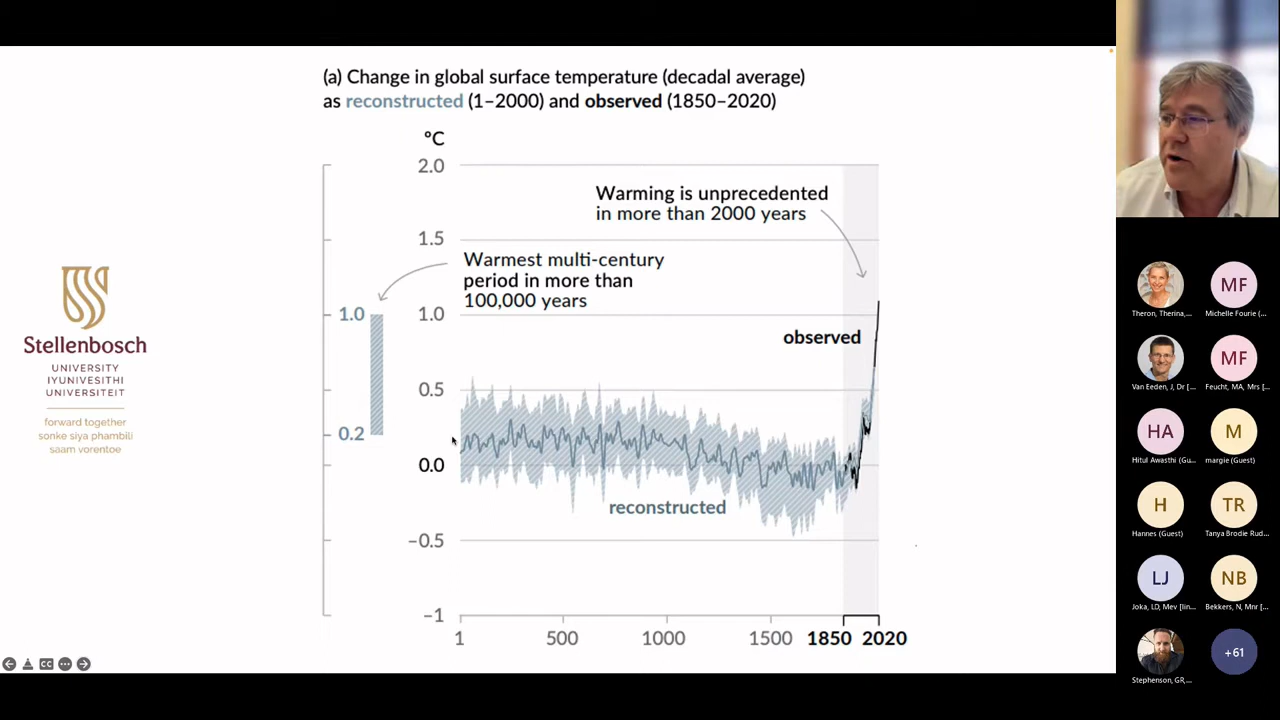 (a) Change in global surface temperature (decadal average)
as reconstructed (1–2000) and observed (1850–2020)
°C
2.0
1.5
1.0
0.5
0.0
−0.5
−1
Warming is unprecedented
in more than 2000 years
Warmest multi-century
period in more than
100,000 years
1.0
0.2
observed
reconstructed
1 500 1000 1500 1850 2020
Stellenbosch
UNIVERSITY
IYUNIVESITHI
UNIVERSITEIT
forward together
sonke siya phambili
saam vorentoe
CC
MF
Theron, Therina,...
Michelle Fourie (...
MF
Van Eeden, J, Dr [...
Feucht, MA, Mrs [...
HA
M
Hitul Awasthi (Gu...
margie (Guest)
H
TR
Hannes (Guest)
Tanya Brodie Rud...
LJ
NB
Joka, LD, Mev [lin...
Bekkers, N, Mnr [...
+61
Stephenson, GR,...